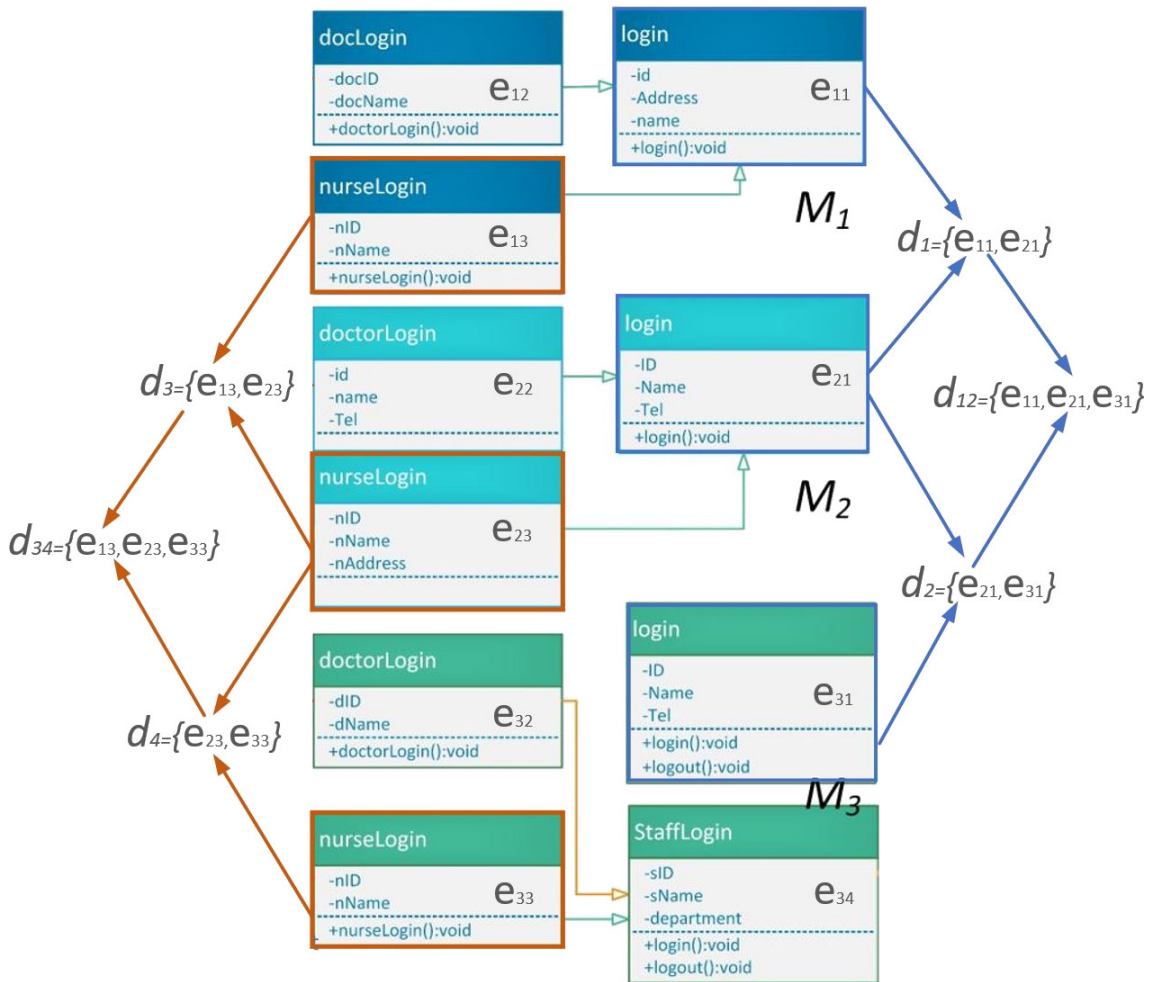 docLogin
-docID
-docName
+doctorLogin():void
e12
login
-id
-Address
-name
+login():void
e11
nurseLogin
-nID
-nName
+nurseLogin():void
e13
M1
d1={e11,e21}
doctorLogin
-id
-name
-Tel
e22
login
-ID
-Name
-Tel
+login():void
e21
d3={e13,e23}
d12={e11,e21,e31}
nurseLogin
-nID
-nName
-nAddress
e23
M2
d34={e13,e23,e33}
d2={e21,e31}
doctorLogin
-dID
-dName
+doctorLogin():void
e32
login
-ID
-Name
-Tel
+login():void
+logout():void
e31
d4={e23,e33}
M3
nurseLogin
-nID
-nName
+nurseLogin():void
e33
StaffLogin
-sID
-sName
-department
+login():void
+logout():void
e34